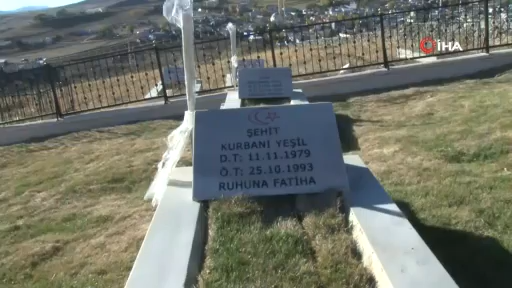 İHA
ŞEHİT
KURBANİ YEŞİL
D.T: 11.11.1979
Ö.T: 25.10.1993
RUHUNA FATİHA